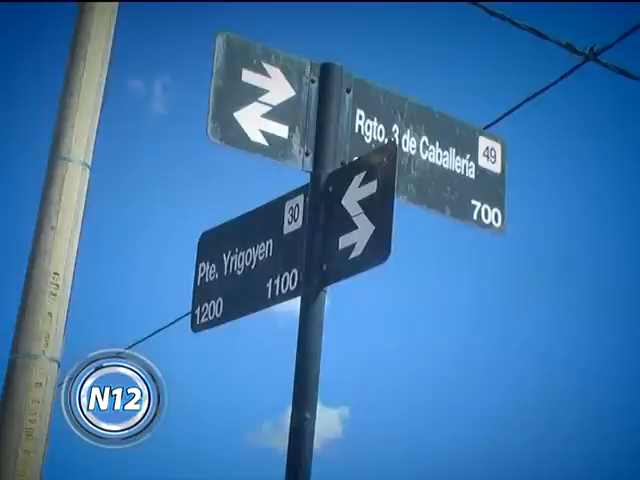 Rgto. 3 de Caballería
49
700
30
Pte. Yrigoyen
1200 1100
N12